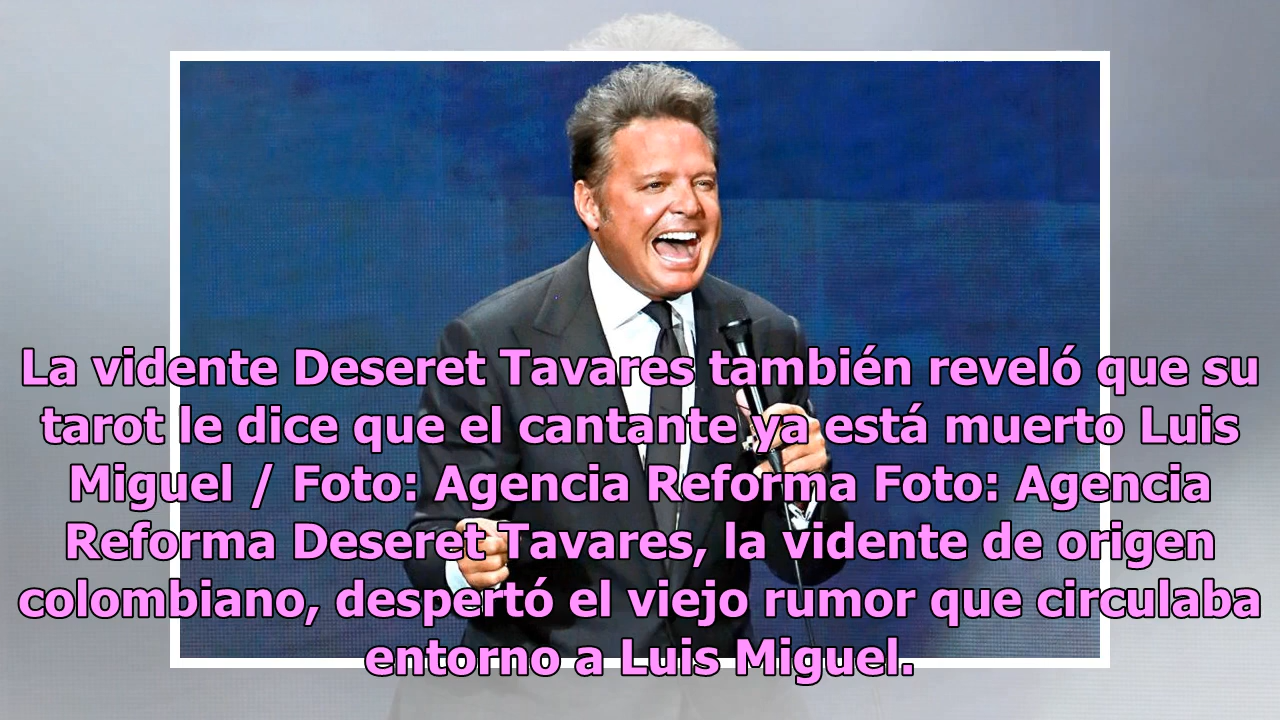 La vidente Deseret Tavares también reveló que su
tarot le dice que el cantante ya está muerto Luis
Miguel / Foto: Agencia Reforma Foto: Agencia
Reforma Deseret Tavares, la vidente de origen
colombiano, despertó el viejo rumor que circulaba
entorno a Luis Miguel.